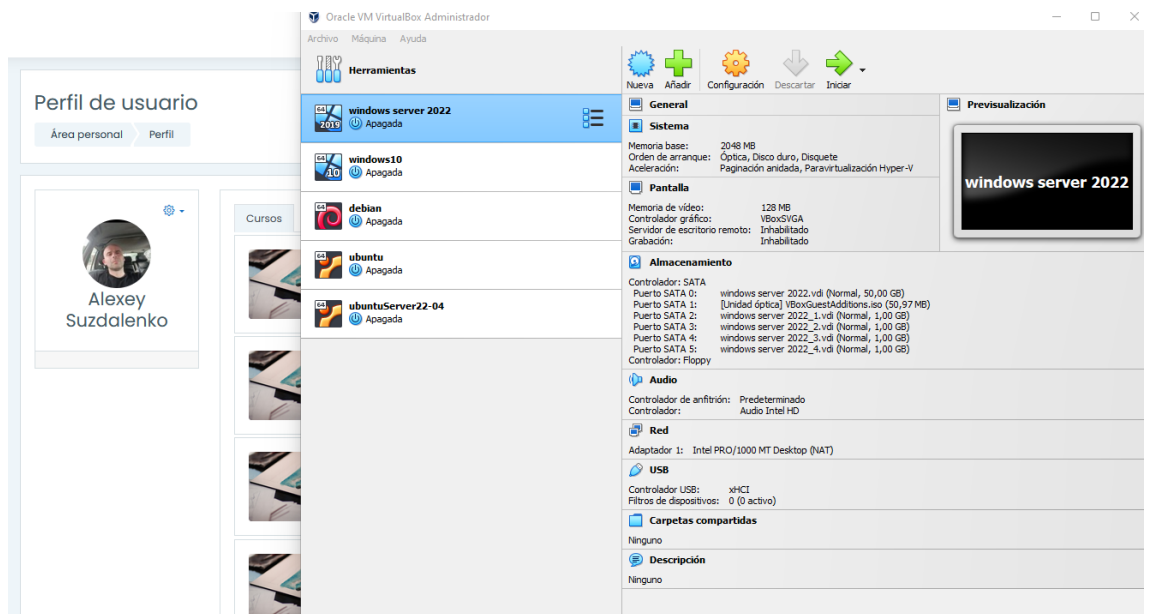 Oracle VM VirtualBox Administrador
Archivo Máquina Ayuda
Perfil de usuario
Área personal Perfil
Alexey
Suzdalenko
Cursos
Herramientas
64 2019 windows server 2022
Apagada
64 10 windows10
Apagada
64 debian
Apagada
64 ubuntu
Apagada
64 ubuntuServer22-04
Apagada
Nueva Añadir Configuración Descartar Iniciar
General
Sistema
Memoria base: 2048 MB
Orden de arranque: Óptica, Disco duro, Disquete
Aceleración: Paginación anidada, Paravirtualización Hyper-V
Pantalla
Memoria de vídeo: 128 MB
Controlador gráfico: VBoxSVGA
Servidor de escritorio remoto: Inhabilitado
Grabación: Inhabilitado
Previsualización
windows server 2022
Almacenamiento
Controlador: SATA
Puerto SATA 0: windows server 2022.vdi (Normal, 50,00 GB)
Puerto SATA 1: [Unidad óptica] VBoxGuestAdditions.iso (50,97 MB)
Puerto SATA 2: windows server 2022_1.vdi (Normal, 1,00 GB)
Puerto SATA 3: windows server 2022_2.vdi (Normal, 1,00 GB)
Puerto SATA 4: windows server 2022_3.vdi (Normal, 1,00 GB)
Puerto SATA 5: windows server 2022_4.vdi (Normal, 1,00 GB)
Controlador: Floppy
Audio
Controlador de anfitrión: Predeterminado
Controlador: Audio Intel HD
Red
Adaptador 1: Intel PRO/1000 MT Desktop (NAT)
USB
Controlador USB: xHCI
Filtros de dispositivos: 0 (0 activo)
Carpetas compartidas
Ninguno
Descripción
Ninguno